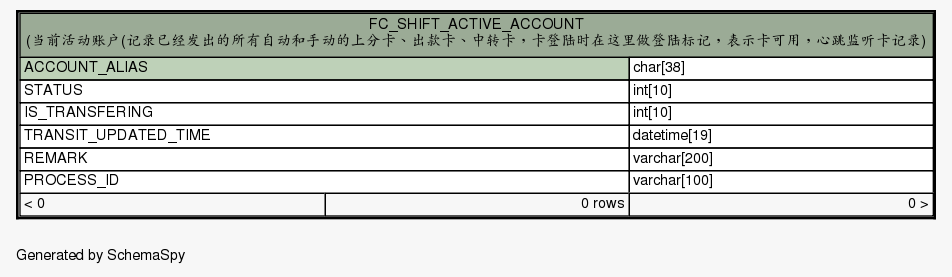 FC_SHIFT_ACTIVE_ACCOUNT
(当前活动账户(记录已经发出的所有自动和手动的上分卡、出款卡、中转卡，卡登陆时在这里做登陆标记，表示卡可用，心跳监听卡记录)
ACCOUNT_ALIAS char[38]
STATUS int[10]
IS_TRANSFERING int[10]
TRANSIT_UPDATED_TIME datetime[19]
REMARK varchar[200]
PROCESS_ID varchar[100]
< 0 0 rows 0 >
Generated by SchemaSpy